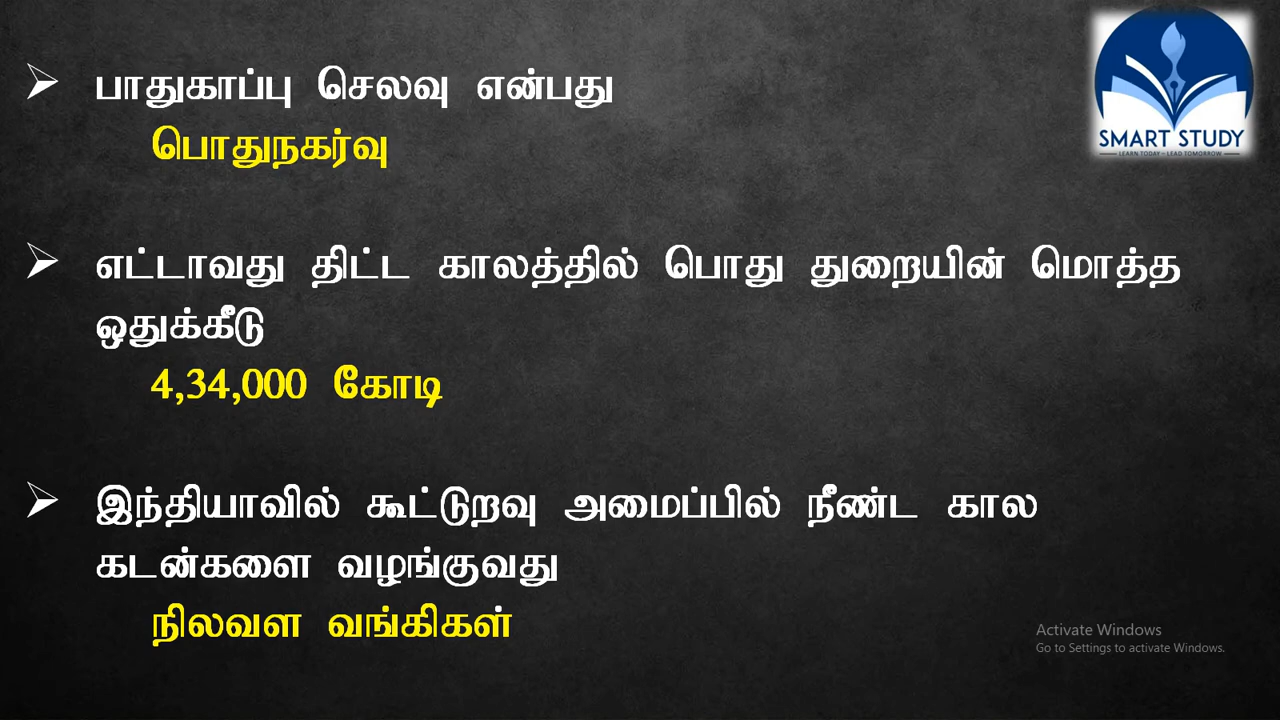 பாதுகாப்பு செலவு என்பது
பொதுநகர்வு
எட்டாவது திட்ட காலத்தில் பொது துறையின் மொத்த
ஒதுக்கீடு
4,34,000 கோடி
இந்தியாவில் கூட்டுறவு அமைப்பில் நீண்ட கால
கடன்களை வழங்குவது
நிலவள வங்கிகள்
SMART STUDY
LEARN TODAY - LEAD TOMORROW
Activate Windows
Go to Settings to activate Windows.